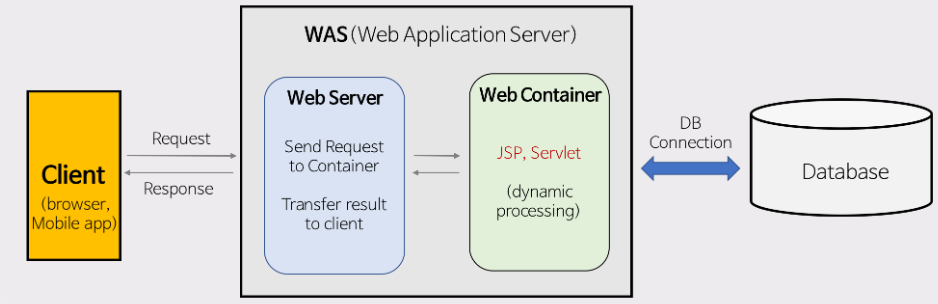 WAS (Web Application Server)
Client
(browser,
Mobile app)
Request
Response
Web Server
Send Request
to Container
Transfer result
to client
Web Container
JSP, Servlet
(dynamic
processing)
DB
Connection
Database